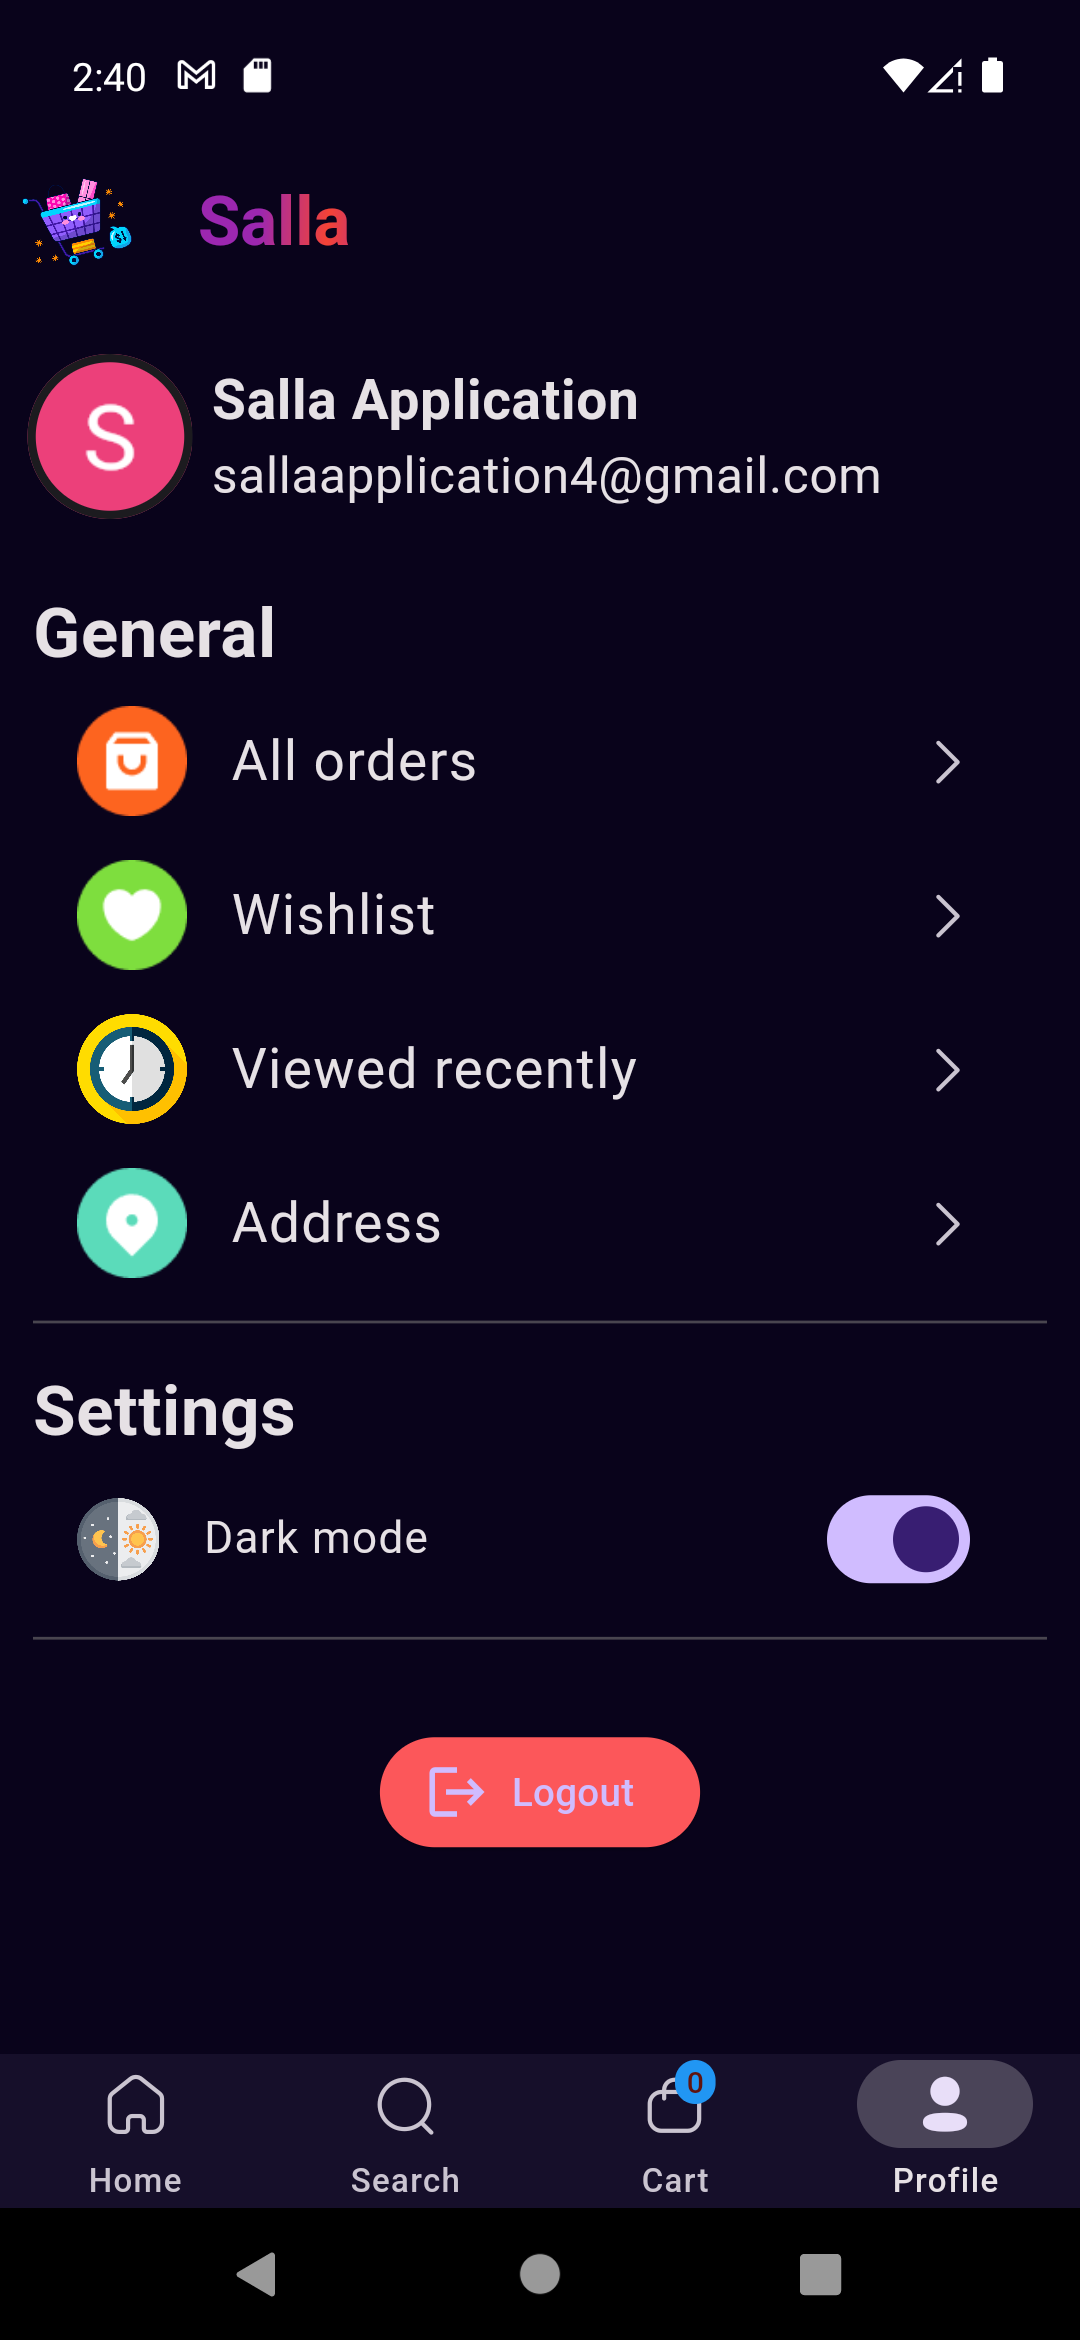 2:40
Salla
S
Salla Application
sallaapplication4@gmail.com
General
All orders
Wishlist
Viewed recently
Address
Settings
Dark mode
Logout
0
Home
Search
Cart
Profile